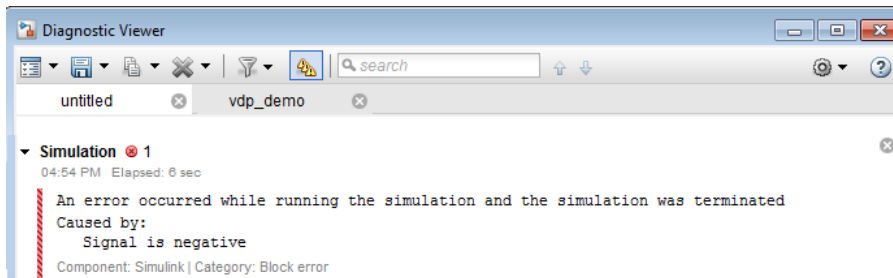 Diagnostic Viewer
search
untitled
vdp_demo
Simulation 1
04:54 PM Elapsed: 6 sec
An error occurred while running the simulation and the simulation was terminated
Caused by:
Signal is negative
Component: Simulink | Category: Block error